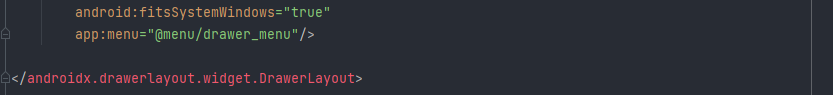 android:fitsSystemWindows="true"
app:menu="@menu/drawer_menu"/>
</androidx.drawerlayout.widget.DrawerLayout>